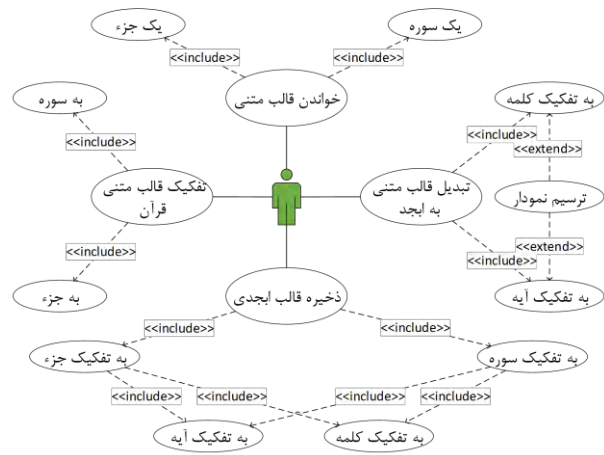 یک سوره
یک جزء
<<include>>
<<include>>
خواندن قالب متنی
به سوره
به تفکیک کلمه
<<include>>
<<include>>
<<extend>>
تفکیک قالب متنی
قرآن
تبدیل قالب متنی
به ابجد
ترسیم نمودار
<<include>>
<<extend>>
<<include>>
به جزء
ذخیره قالب ابجدی
به تفکیک آیه
<<include>>
<<include>>
به تفکیک جزء
به تفکیک سوره
<<include>>
<<include>>
<<include>>
<<include>>
به تفکیک آیه
به تفکیک کلمه